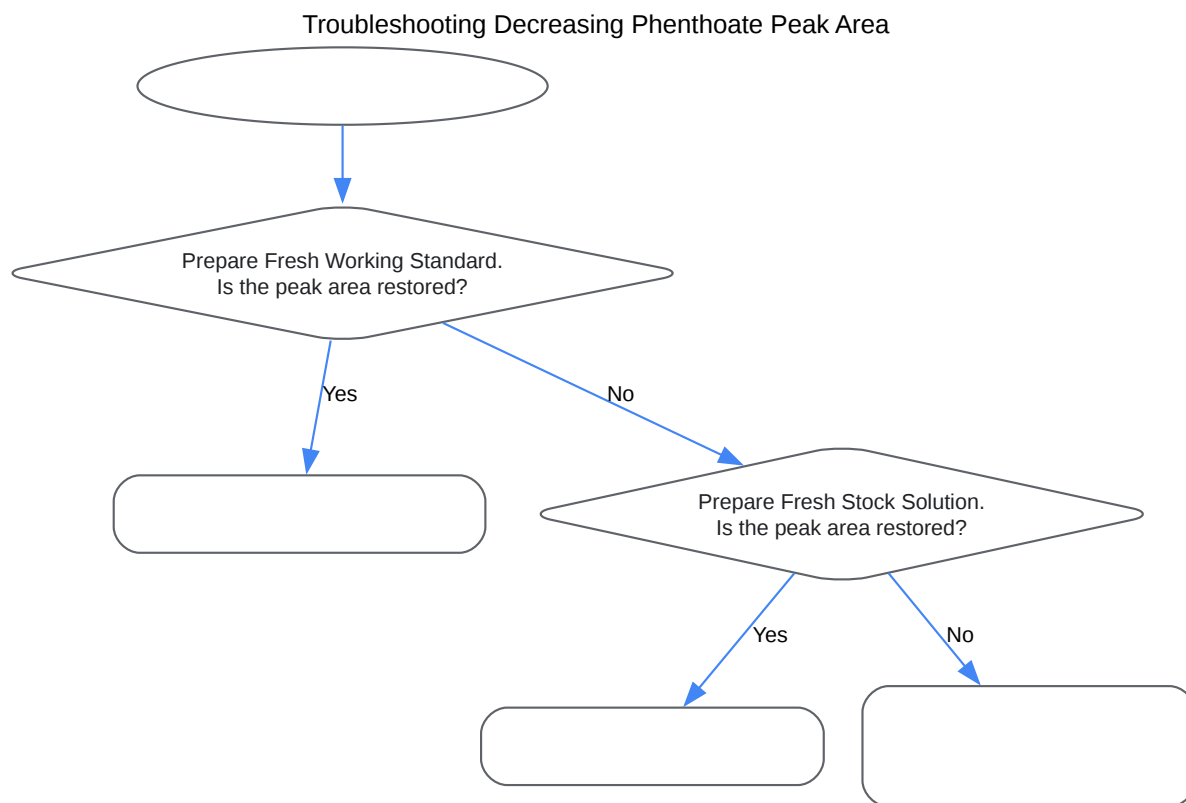 Troubleshooting Decreasing Phenthoate Peak Area
Prepare Fresh Working Standard.
Is the peak area restored?
Yes
No
Prepare Fresh Stock Solution.
Is the peak area restored?
Yes
No